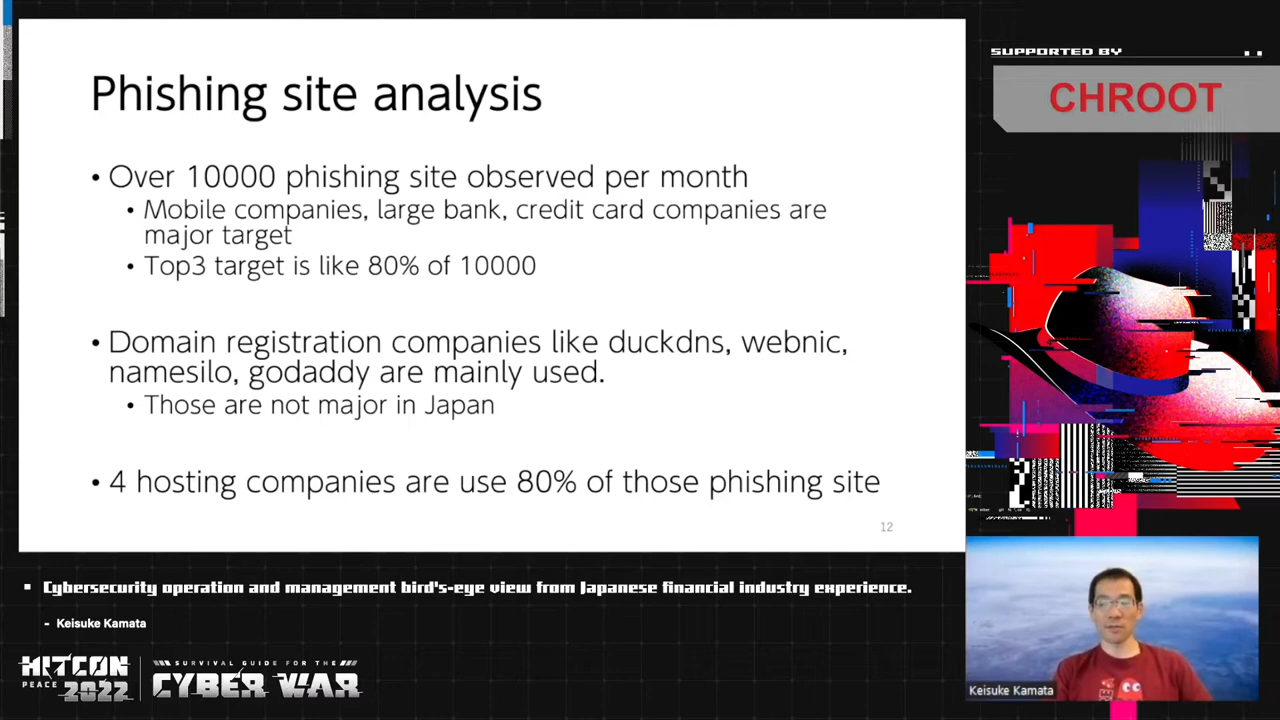 Phishing site analysis
• Over 10000 phishing site observed per month
• Mobile companies, large bank, credit card companies are
major target
• Top3 target is like 80% of 10000
• Domain registration companies like duckdns, webnic,
namesilo, godaddy are mainly used.
• Those are not major in Japan
• 4 hosting companies are use 80% of those phishing site
12
SUPPORTED BY
CHROOT
Cybersecurity operation and management bird's-eye view from Japanese financial industry experience.
- Keisuke Kamata
HITCON
PEACE 2022
SURVIVAL GUIDE FOR THE
CYBER WAR
Keisuke Kamata